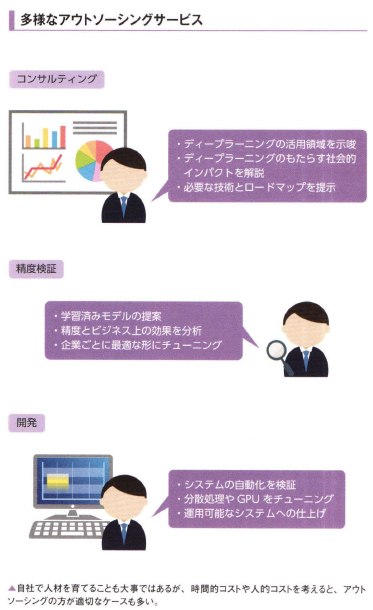 多様なアウトソーシングサービス
コンサルティング
・ディープラーニングの活用領域を示唆
・ディープラーニングのもたらす社会的
インパクトを解説
・必要な技術とロードマップを提示
精度検証
・学習済みモデルの提案
・精度とビジネス上の効果を分析
・企業ごとに最適な形にチューニング
開発
・システムの自動化を検証
・分散処理や GPU をチューニング
・運用可能なシステムへの仕上げ
▲自社で人材を育てることも大事ではあるが、時間的コストや人的コストを考えると、アウト
ソーシングの方が適切なケースも多い。